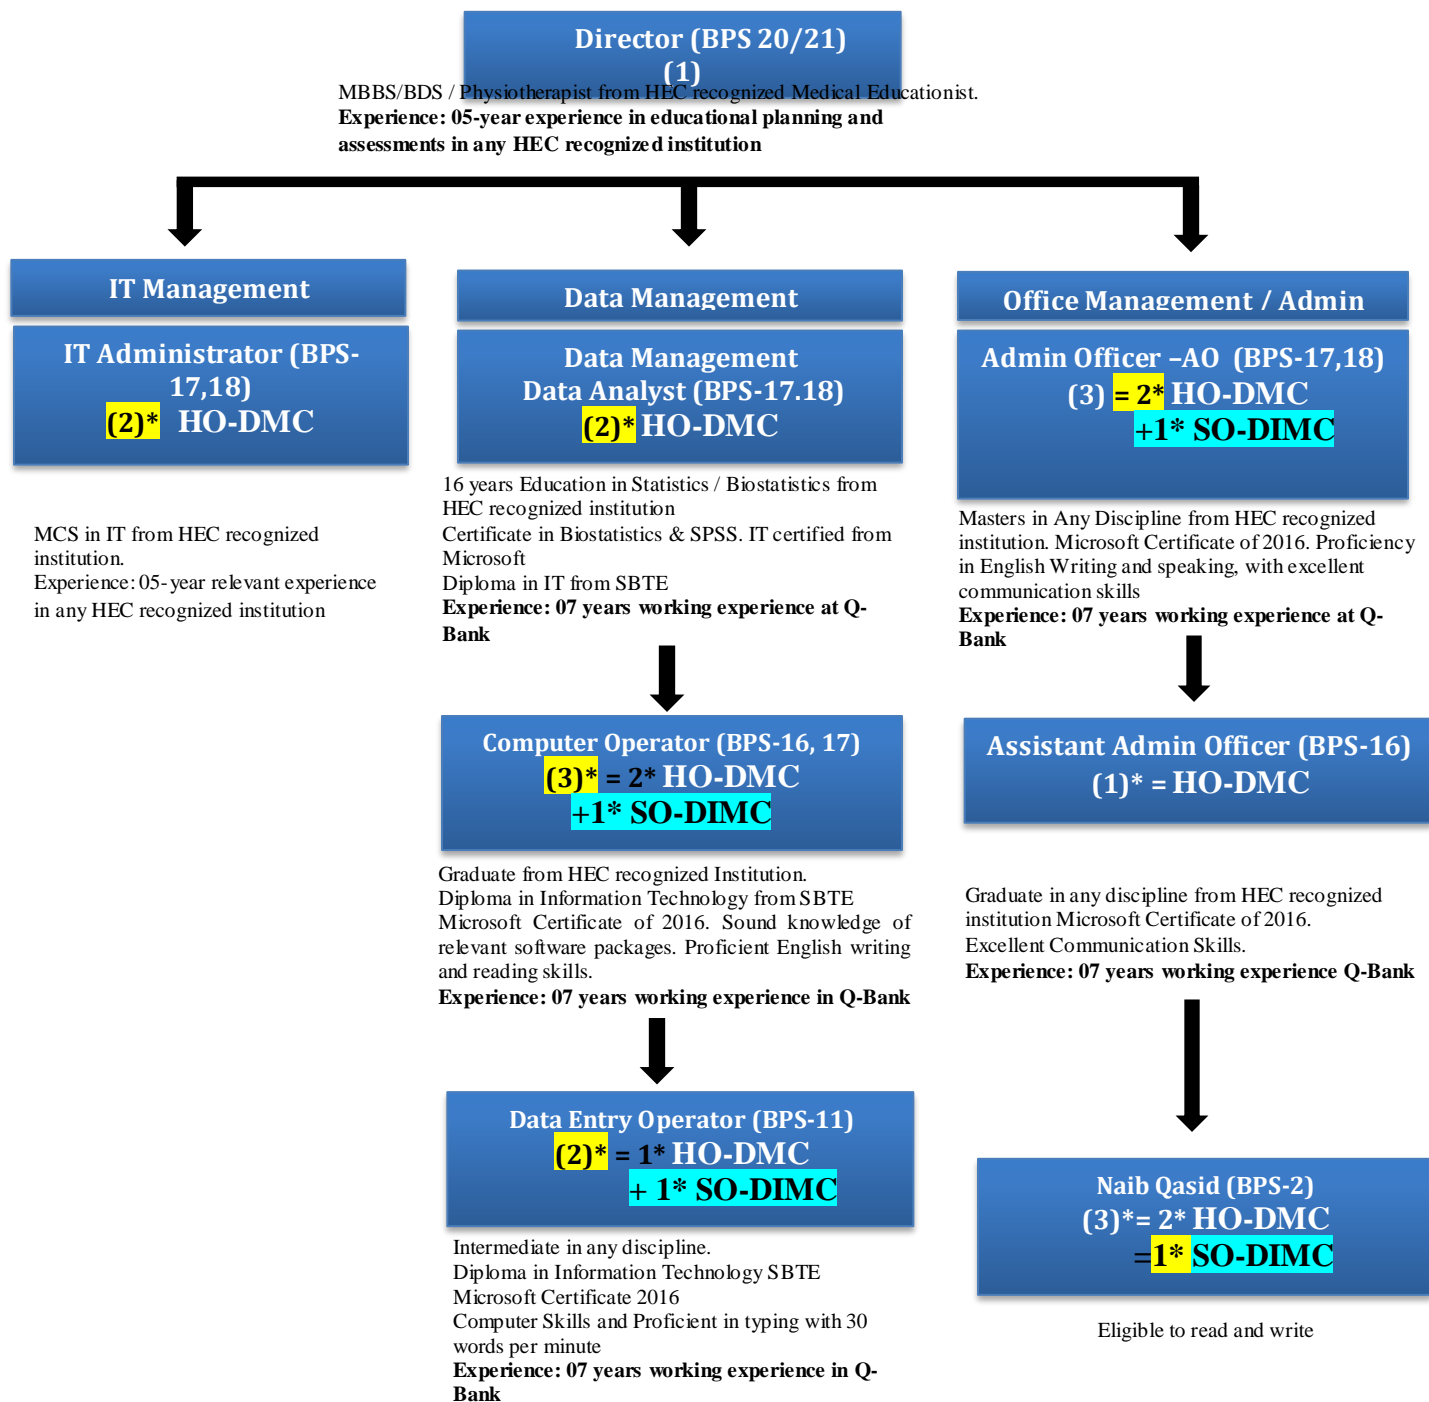 Director (BPS 20/21)
(1)
MBBS/BDS / Physiotherapist from HEC recognized Medical Educationist.
Experience: 05-year experience in educational planning and
assessments in any HEC recognized institution
IT Management
IT Administrator (BPS-
17,18)
(2)* HO-DMC
MCS in IT from HEC recognized
institution.
Experience: 05-year relevant experience
in any HEC recognized institution
Data Management
Data Management
Data Analyst (BPS-17.18)
(2)* HO-DMC
16 years Education in Statistics / Biostatistics from
HEC recognized institution
Certificate in Biostatistics & SPSS. IT certified from
Microsoft
Diploma in IT from SBTE
Experience: 07 years working experience at Q-
Bank
Computer Operator (BPS-16, 17)
(3)* = 2* HO-DMC
+1* SO-DIMC
Graduate from HEC recognized Institution.
Diploma in Information Technology from SBTE
Microsoft Certificate of 2016. Sound knowledge of
relevant software packages. Proficient English writing
and reading skills.
Experience: 07 years working experience in Q-Bank
Data Entry Operator (BPS-11)
(2)* = 1* HO-DMC
+ 1* SO-DIMC
Intermediate in any discipline.
Diploma in Information Technology SBTE
Microsoft Certificate 2016
Computer Skills and Proficient in typing with 30
words per minute
Experience: 07 years working experience in Q-
Bank
Office Management / Admin
Admin Officer –AO (BPS-17,18)
(3) = 2* HO-DMC
+1* SO-DIMC
Masters in Any Discipline from HEC recognized
institution. Microsoft Certificate of 2016. Proficiency
in English Writing and speaking, with excellent
communication skills
Experience: 07 years working experience at Q-
Bank
Assistant Admin Officer (BPS-16)
(1)* = HO-DMC
Graduate in any discipline from HEC recognized
institution Microsoft Certificate of 2016.
Excellent Communication Skills.
Experience: 07 years working experience Q-Bank
Naib Qasid (BPS-2)
(3)*= 2* HO-DMC
=1* SO-DIMC
Eligible to read and write